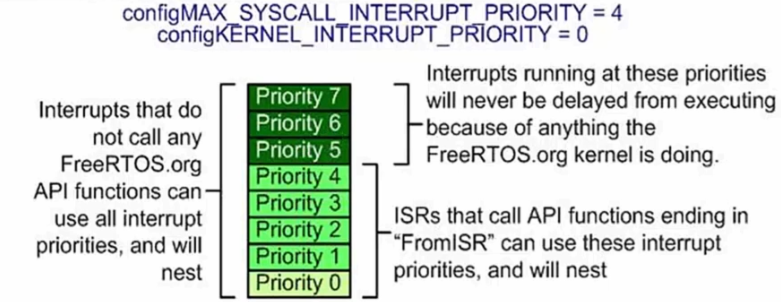 configMAX_SYSCALL_INTERRUPT_PRIORITY = 4
configKERNEL_INTERRUPT_PRIORITY = 0
Interrupts that do
not call any
FreeRTOS.org
API functions can
use all interrupt
priorities, and will
nest
Priority 7
Priority 6
Priority 5
Priority 4
Priority 3
Priority 2
Priority 1
Priority 0
Interrupts running at these priorities
will never be delayed from executing
because of anything the
FreeRTOS.org kernel is doing.
ISRs that call API functions ending in
“FromISR” can use these interrupt
priorities, and will nest